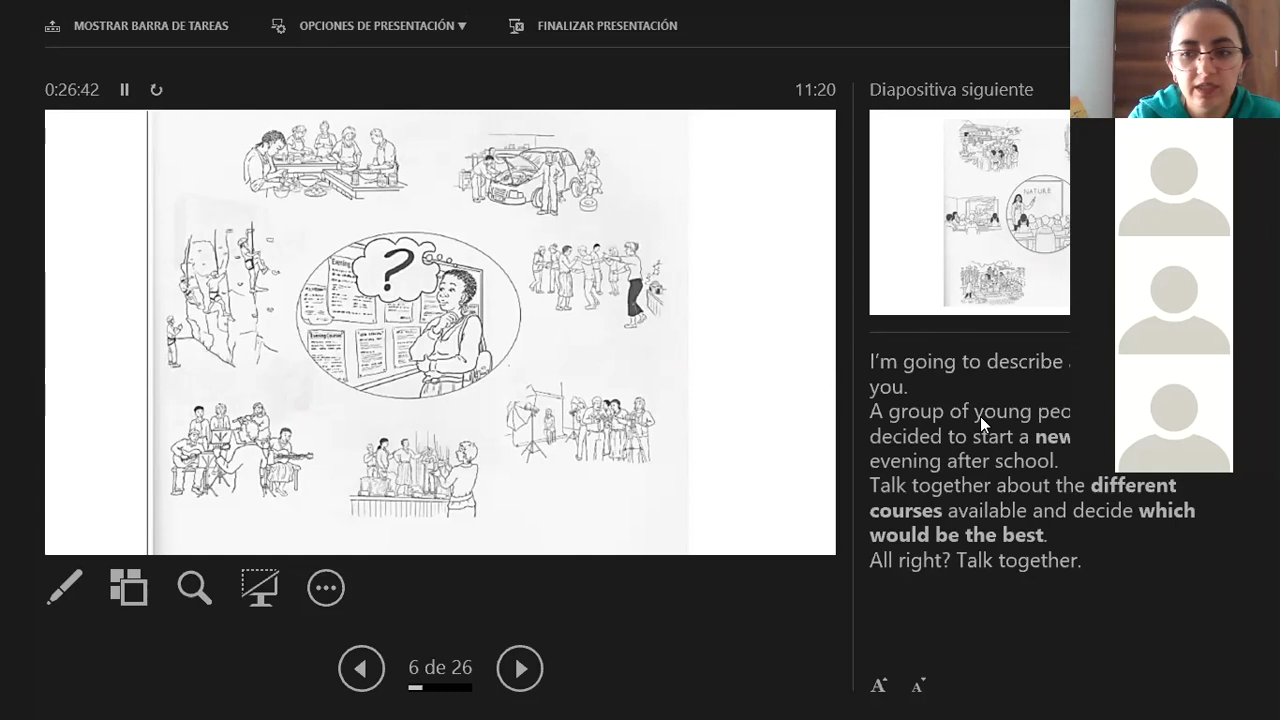 MOSTRAR BARRA DE TAREAS
OPCIONES DE PRESENTACIÓN ▼
FINALIZAR PRESENTACIÓN
0:26:42
11:20
Diapositiva siguiente
?
NATURE
I'm going to describe
you.
A group of young
decided to start a
evening after school.
Talk together about the different
courses available and decide which
would be the best.
All right? Talk together.
6 de 26
A
A